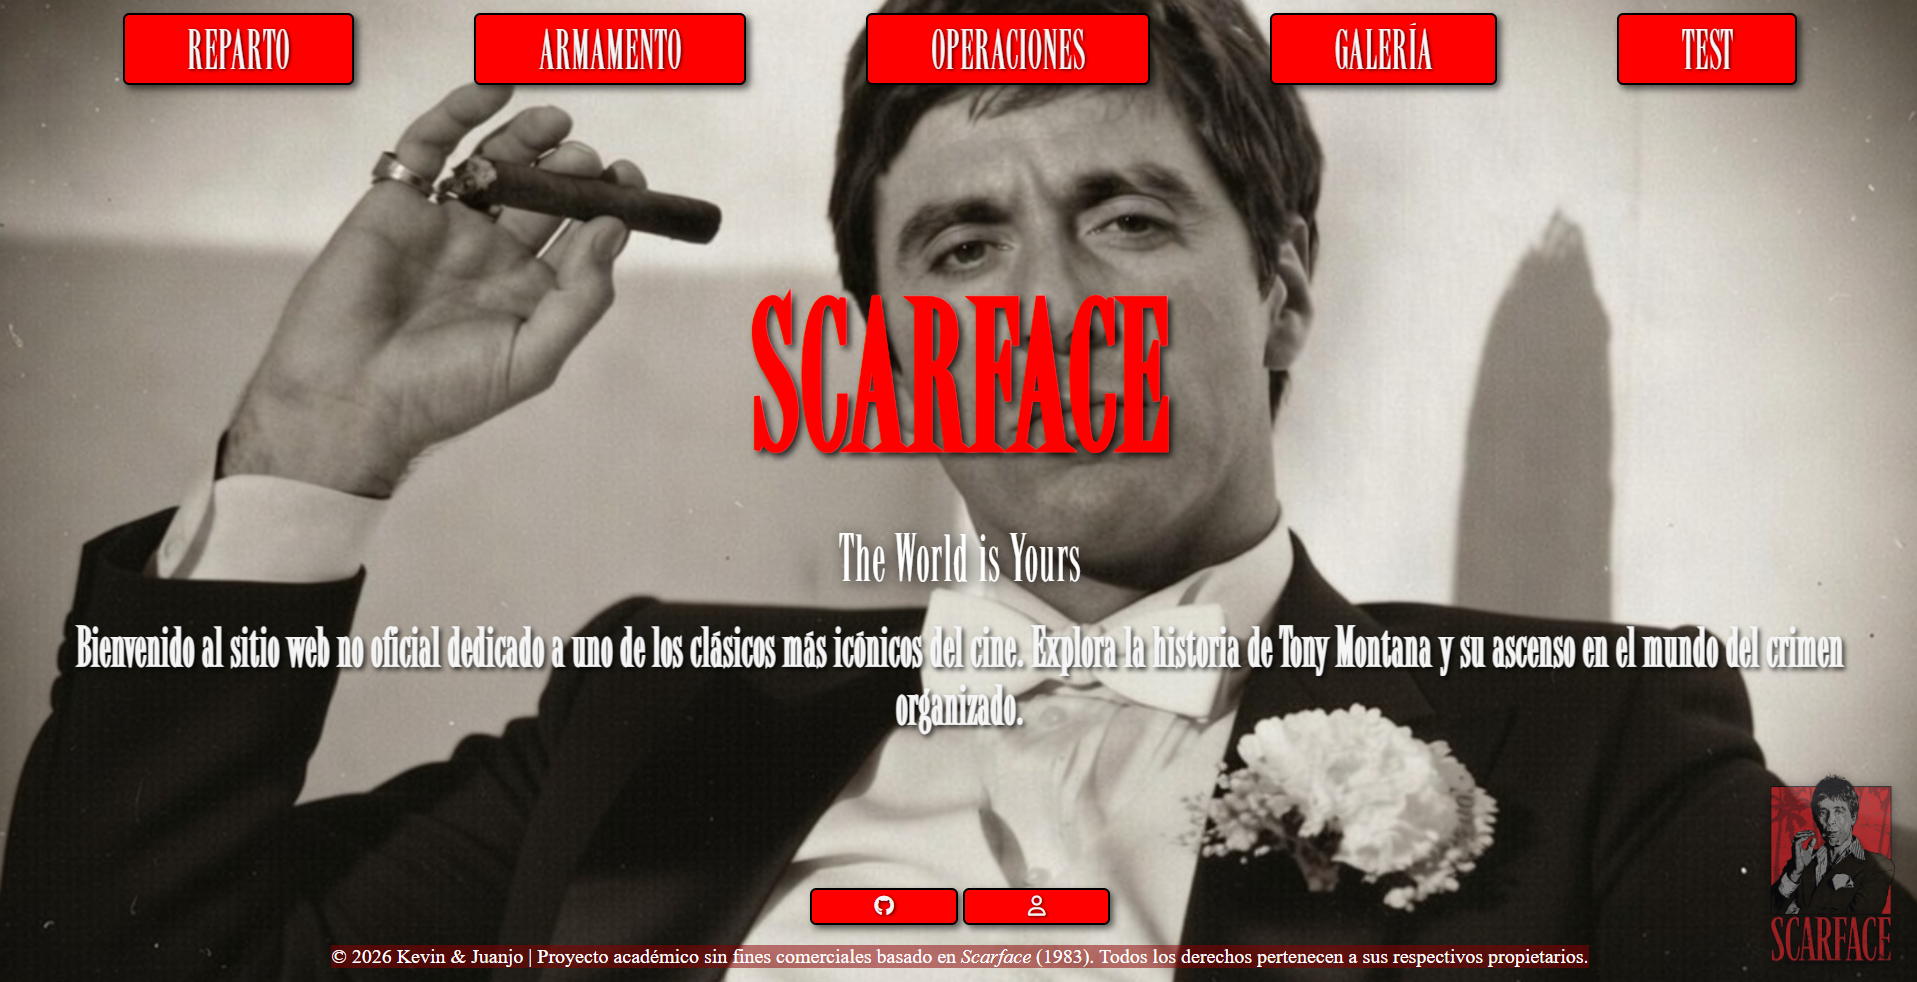 REPARTO
ARMAMENTO
OPERACIONES
GALERÍA
TEST
SCARFACE
The World is Yours
Bienvenido al sitio web no oficial dedicado a uno de los clásicos más icónicos del cine. Explora la historia de Tony Montana y su ascenso en el mundo del crimen
organizado.
SCARFACE
© 2026 Kevin & Juanjo | Proyecto académico sin fines comerciales basado en Scarface (1983). Todos los derechos pertenecen a sus respectivos propietarios.